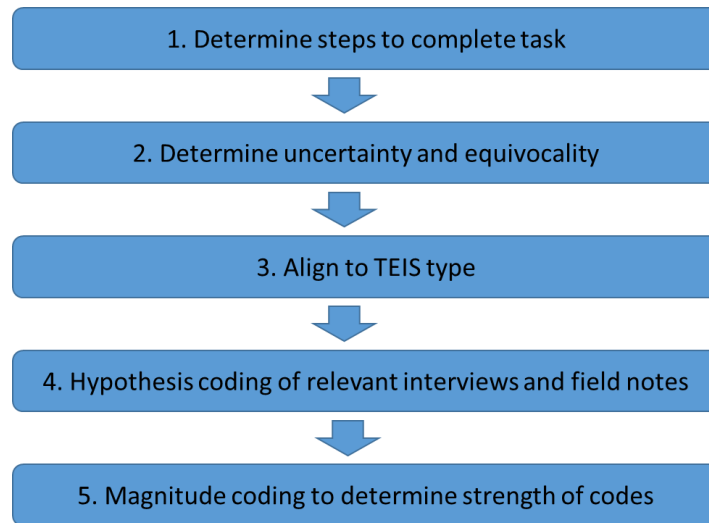 1. Determine steps to complete task
2. Determine uncertainty and equivocality
3. Align to TEIS type
4. Hypothesis coding of relevant interviews and field notes
5. Magnitude coding to determine strength of codes